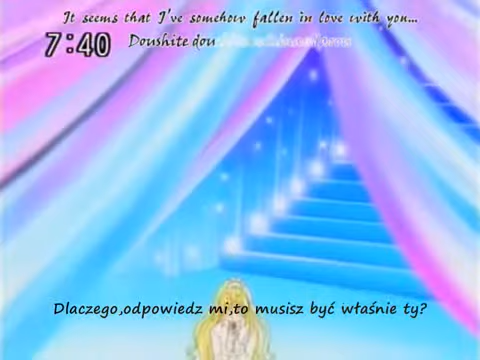 It seems that I've somehow fallen in love with you...
7:40
Doushite dou
Dlaczego,odpowiedz mi,to musisz być właśnie ty?